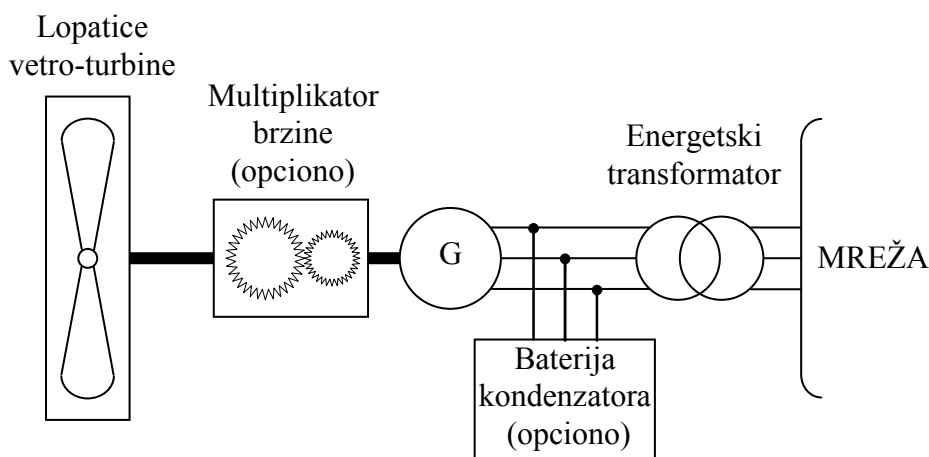 Lopatice
vetro-turbine
Multiplikator
brzine
(opciono)
G
Energetski
transformator
MREŽA
Baterija
kondenzatora
(opciono)